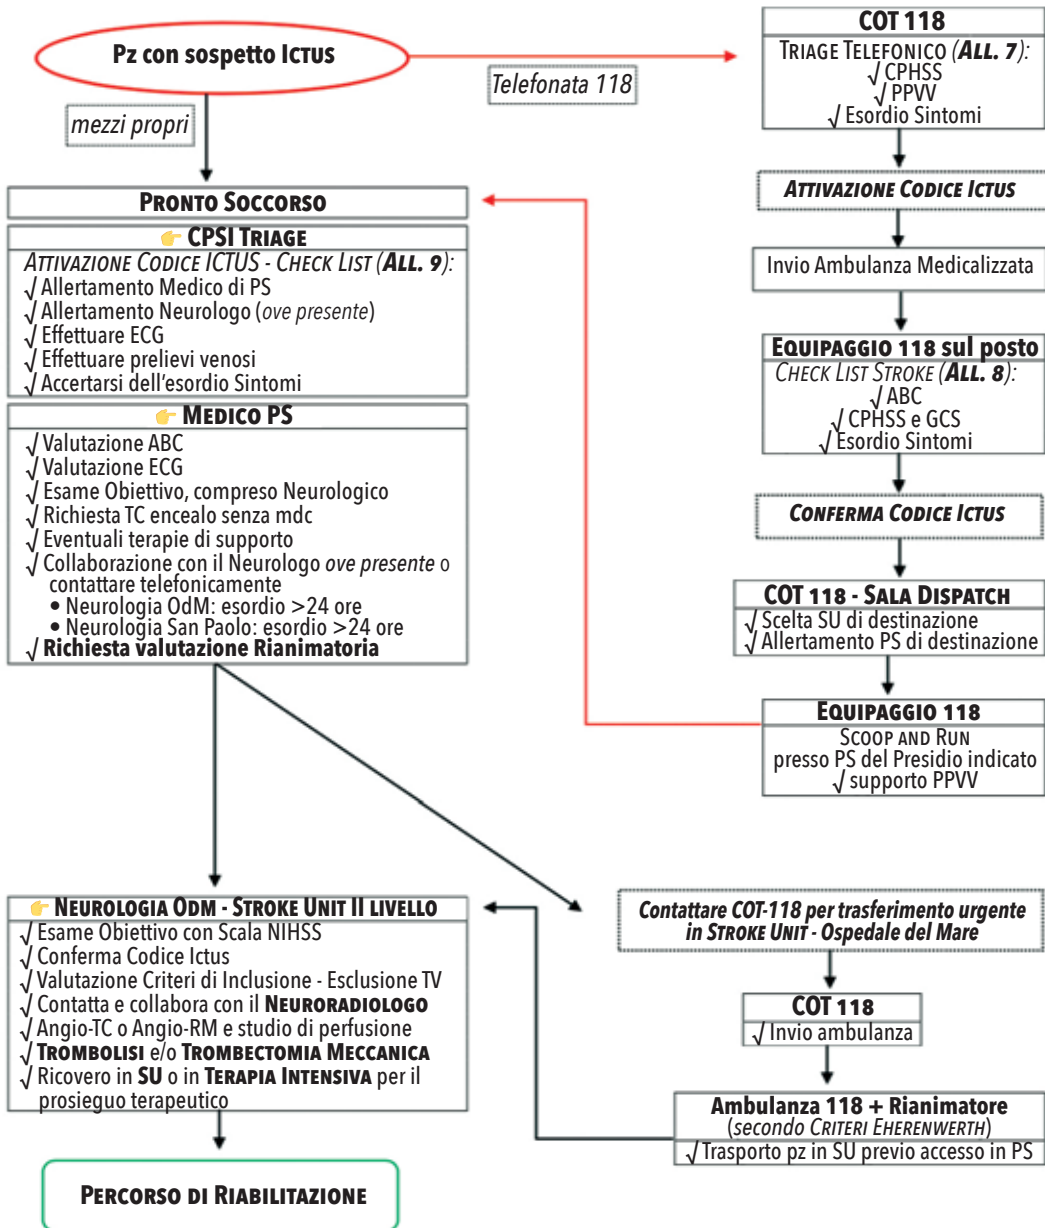 Pz con sospetto Ictus
Telefonata 118
mezzi propri
COT 118
Triage Telefonico (All. 7):
√ CPHSS
√ PPVV
√ Esordio Sintomi
Attivazione Codice Ictus
Invio Ambulanza Medicalizzata
Equipaggio 118 sul posto
Check List Stroke (All. 8):
√ ABC
√ CPHSS e GCS
√ Esordio Sintomi
Conferma Codice Ictus
COT 118 - Sala Dispatch
√ Scelta SU di destinazione
√ Allertamento PS di destinazione
Equipaggio 118
Scoop and Run
presso PS del Presidio indicato
√ supporto PPVV
Pronto Soccorso
👉 CPSI Triage
Attivazione Codice ICTUS - Check List (All. 9):
√ Allertamento Medico di PS
√ Allertamento Neurologo (ove presente)
√ Effettuare ECG
√ Effettuare prelievi venosi
√ Accertarsi dell'esordio Sintomi
👉 Medico PS
√ Valutazione ABC
√ Valutazione ECG
√ Esame Obiettivo, compreso Neurologico
√ Richiesta TC encealo senza mdc
√ Eventuali terapie di supporto
√ Collaborazione con il Neurologo ove presente o
contattare telefonicamente
• Neurologia OdM: esordio >24 ore
• Neurologia San Paolo: esordio >24 ore
√ Richiesta valutazione Rianimatoria
👉 Neurologia OdM - Stroke Unit II livello
√ Esame Obiettivo con Scala NIHSS
√ Conferma Codice Ictus
√ Valutazione Criteri di Inclusione - Esclusione TV
√ Contatta e collabora con il Neuroradiologo
√ Angio-TC o Angio-RM e studio di perfusione
√ Trombolisi e/o Trombectomia Meccanica
√ Ricovero in SU o in Terapia Intensiva per il
prosieguo terapeutico
Percorso di Riabilitazione
Contattare COT-118 per trasferimento urgente
in Stroke Unit - Ospedale del Mare
COT 118
√ Invio ambulanza
Ambulanza 118 + Rianimatore
(secondo Criteri Eherenwerth)
√ Trasporto pz in SU previo accesso in PS